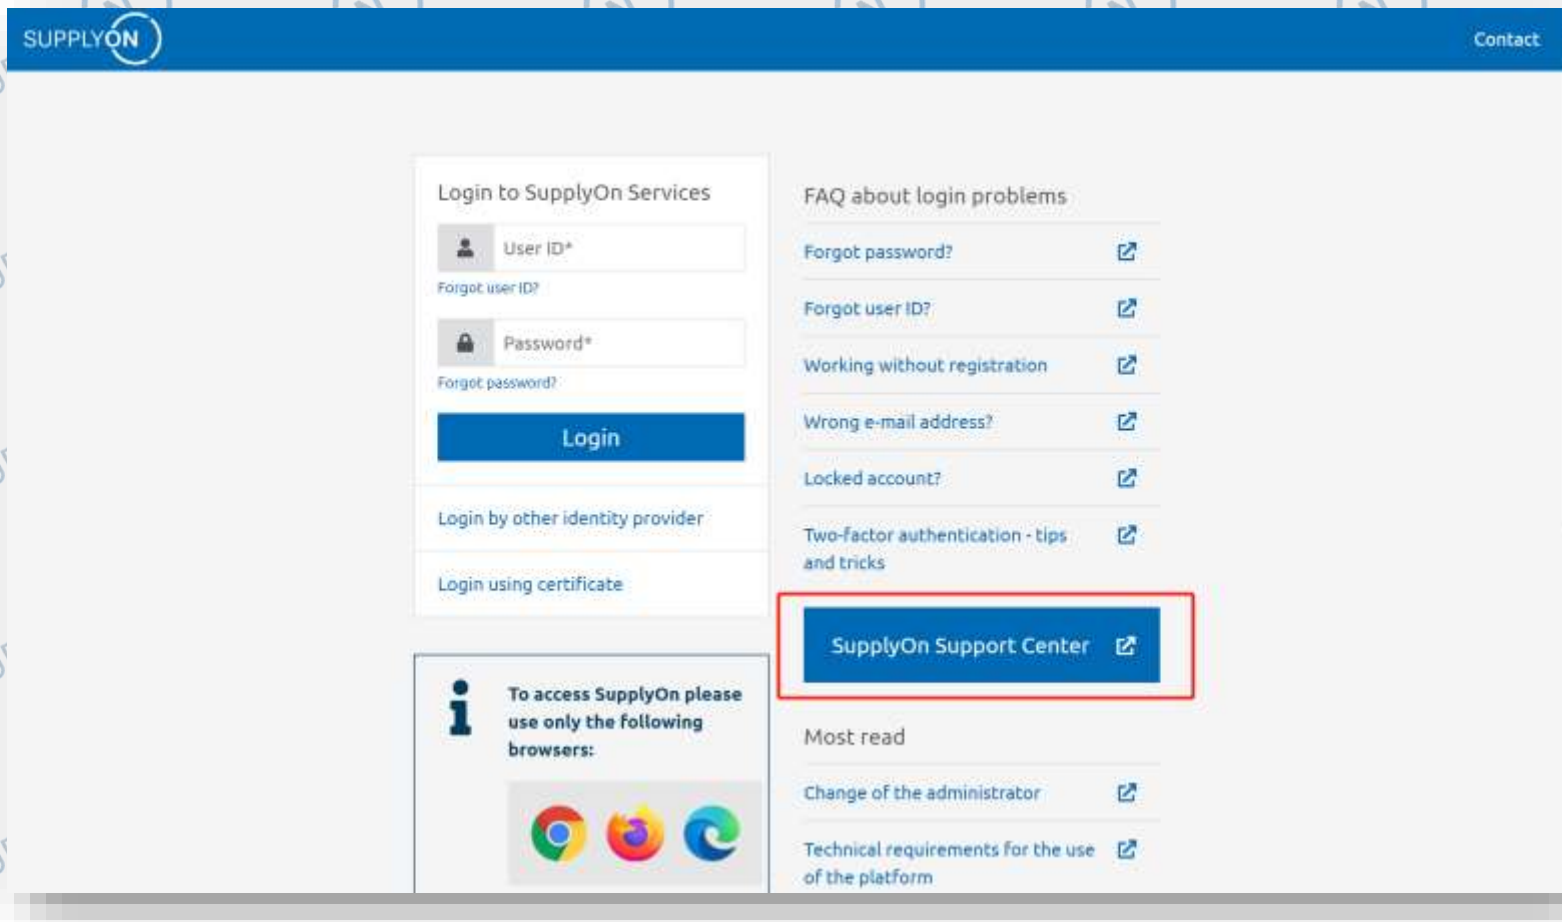 SUPPLYON
Contact
Login to SupplyOn Services
User ID*
Forgot user ID?
Password*
Forgot password?
Login
Login by other identity provider
Login using certificate
To access SupplyOn please
use only the following
browsers:
FAQ about login problems
Forgot password?
Forgot user ID?
Working without registration
Wrong e-mail address?
Locked account?
Two-factor authentication - tips
and tricks
SupplyOn Support Center
Most read
Change of the administrator
Technical requirements for the use
of the platform